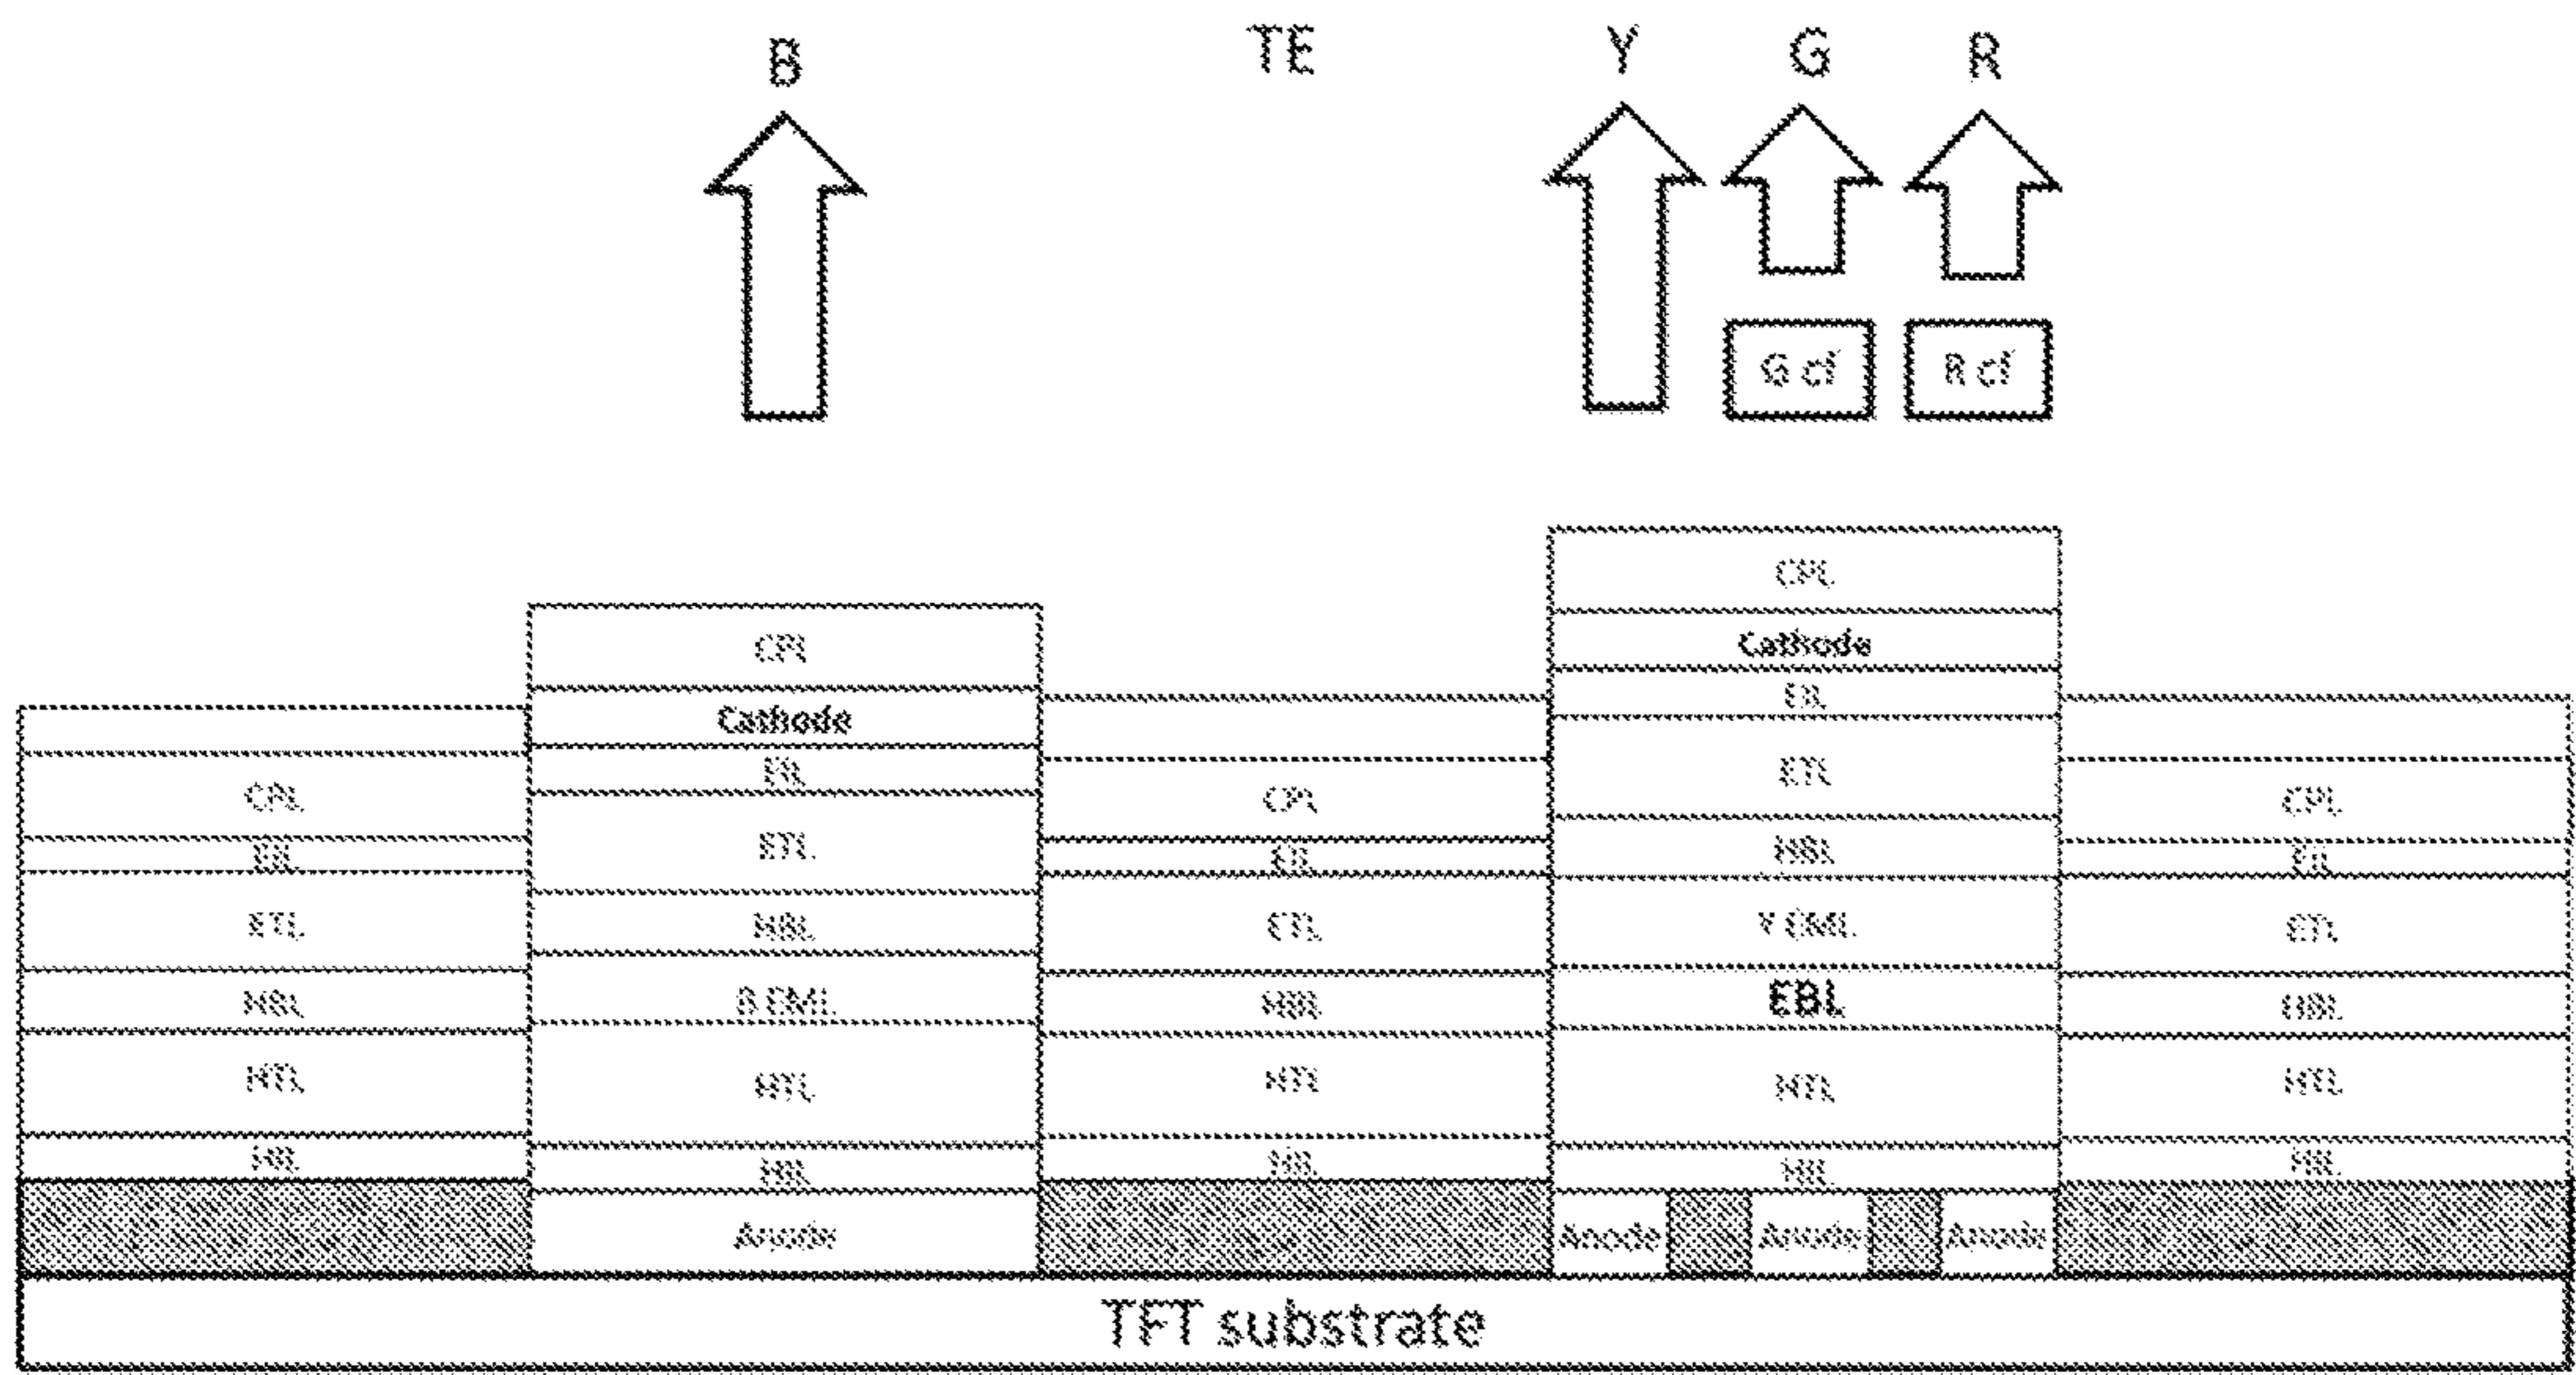 B TE Y G R
G cf R cf
CPL
Cathode
CPL
EIL
Cathode
ETL
EIL
CPL CPL CPL
ETL HBL
EIL EIL EIL
ETL HBL ETL Y EML ETL
HBL B EML HBL EBL HBL
HTL HTL HTL HTL HTL
HIL HIL HIL HIL HIL
Anode Anode Anode Anode
TFT substrate